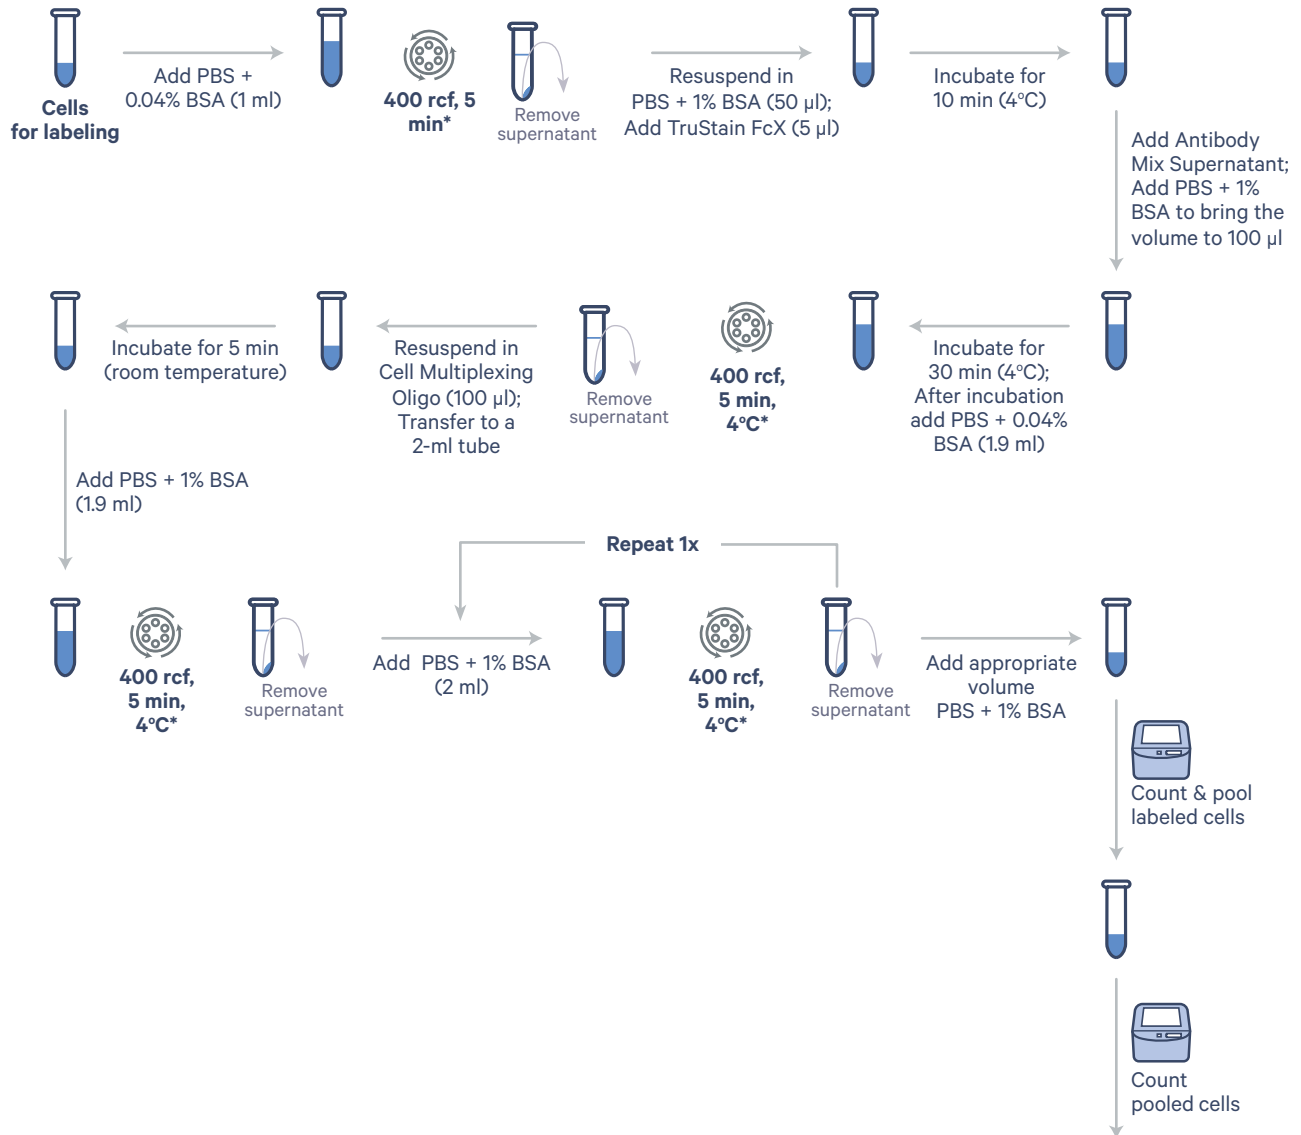 Cells
for labeling
Add PBS +
0.04% BSA (1 ml)
400 rcf, 5
min*
Remove
supernatant
Resuspend in
PBS + 1% BSA (50 µl);
Add TruStain FcX (5 µl)
Incubate for
10 min (4°C)
Add Antibody
Mix Supernatant;
Add PBS + 1%
BSA to bring the
volume to 100 µl
Incubate for
30 min (4°C);
After incubation
add PBS + 0.04%
BSA (1.9 ml)
400 rcf,
5 min,
4°C*
Remove
supernatant
Resuspend in
Cell Multiplexing
Oligo (100 µl);
Transfer to a
2-ml tube
Incubate for 5 min
(room temperature)
Add PBS + 1% BSA
(1.9 ml)
400 rcf,
5 min,
4°C*
Remove
supernatant
Add PBS + 1% BSA
(2 ml)
Repeat 1x
400 rcf,
5 min,
4°C*
Remove
supernatant
Add appropriate
volume
PBS + 1% BSA
Count & pool
labeled cells
Count
pooled cells